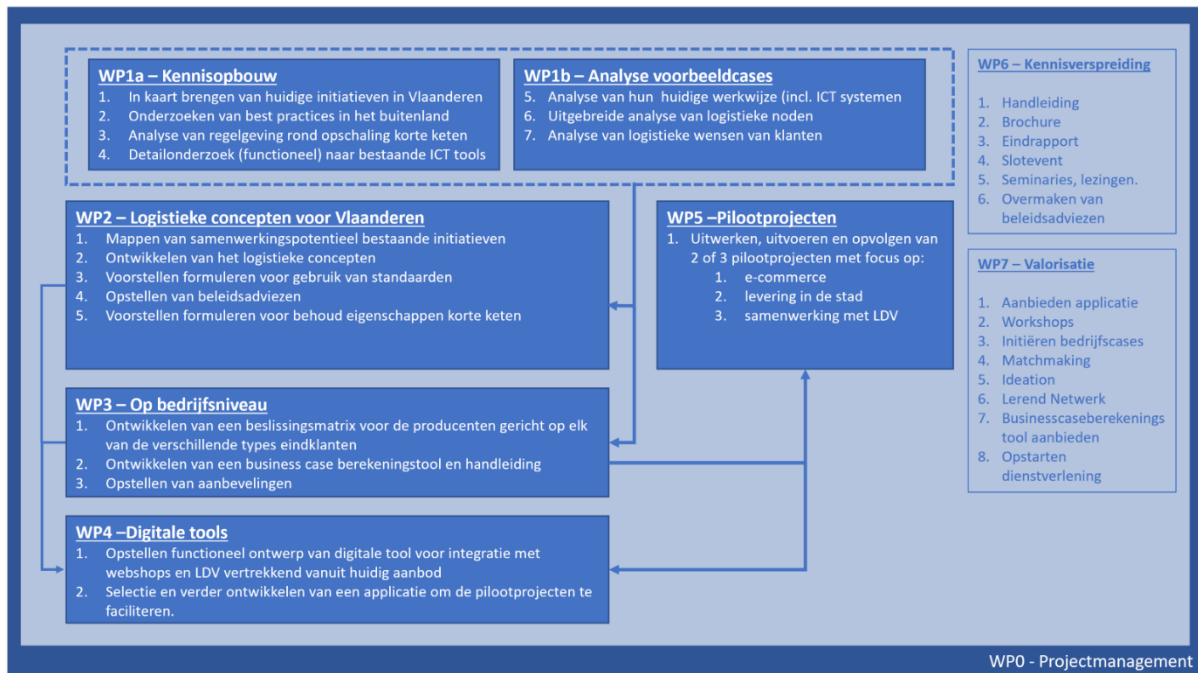 WP1a – Kennisopbouw
1. In kaart brengen van huidige initiatieven in Vlaanderen
2. Onderzoeken van best practices in het buitenland
3. Analyse van regelgeving rond opschaling korte keten
4. Detailonderzoek (functioneel) naar bestaande ICT tools
WP1b – Analyse voorbeeldcases
5. Analyse van hun huidige werkwijze (incl. ICT systemen
6. Uitgebreide analyse van logistieke noden
7. Analyse van logistieke wensen van klanten
WP2 – Logistieke concepten voor Vlaanderen
1. Mappen van samenwerkingspotentieel bestaande initiatieven
2. Ontwikkelen van het logistieke concepten
3. Voorstellen formuleren voor gebruik van standaarden
4. Opstellen van beleidsadviezen
5. Voorstellen formuleren voor behoud eigenschappen korte keten
WP5 –Pilootprojecten
1. Uitwerken, uitvoeren en opvolgen van
2 of 3 pilootprojecten met focus op:
1. e-commerce
2. levering in de stad
3. samenwerking met LDV
WP3 – Op bedrijfsniveau
1. Ontwikkelen van een beslissingsmatrix voor de producenten gericht op elk
van de verschillende types eindklanten
2. Ontwikkelen van een business case berekeningstool en handleiding
3. Opstellen van aanbevelingen
WP4 –Digitale tools
1. Opstellen functioneel ontwerp van digitale tool voor integratie met
webshops en LDV vertrekkend vanuit huidig aanbod
2. Selectie en verder ontwikkelen van een applicatie om de pilootprojecten te
faciliteren.
WP6 – Kennisverspreiding
1. Handleiding
2. Brochure
3. Eindrapport
4. Slotevent
5. Seminaries, lezingen.
6. Overmaken van
beleidsadviezen
WP7 – Valorisatie
1. Aanbieden applicatie
2. Workshops
3. Initiëren bedrijfscases
4. Matchmaking
5. Ideation
6. Lerend Netwerk
7. Businesscaseberekenings
tool aanbieden
8. Opstarten
dienstverlening
WP0 - Projectmanagement